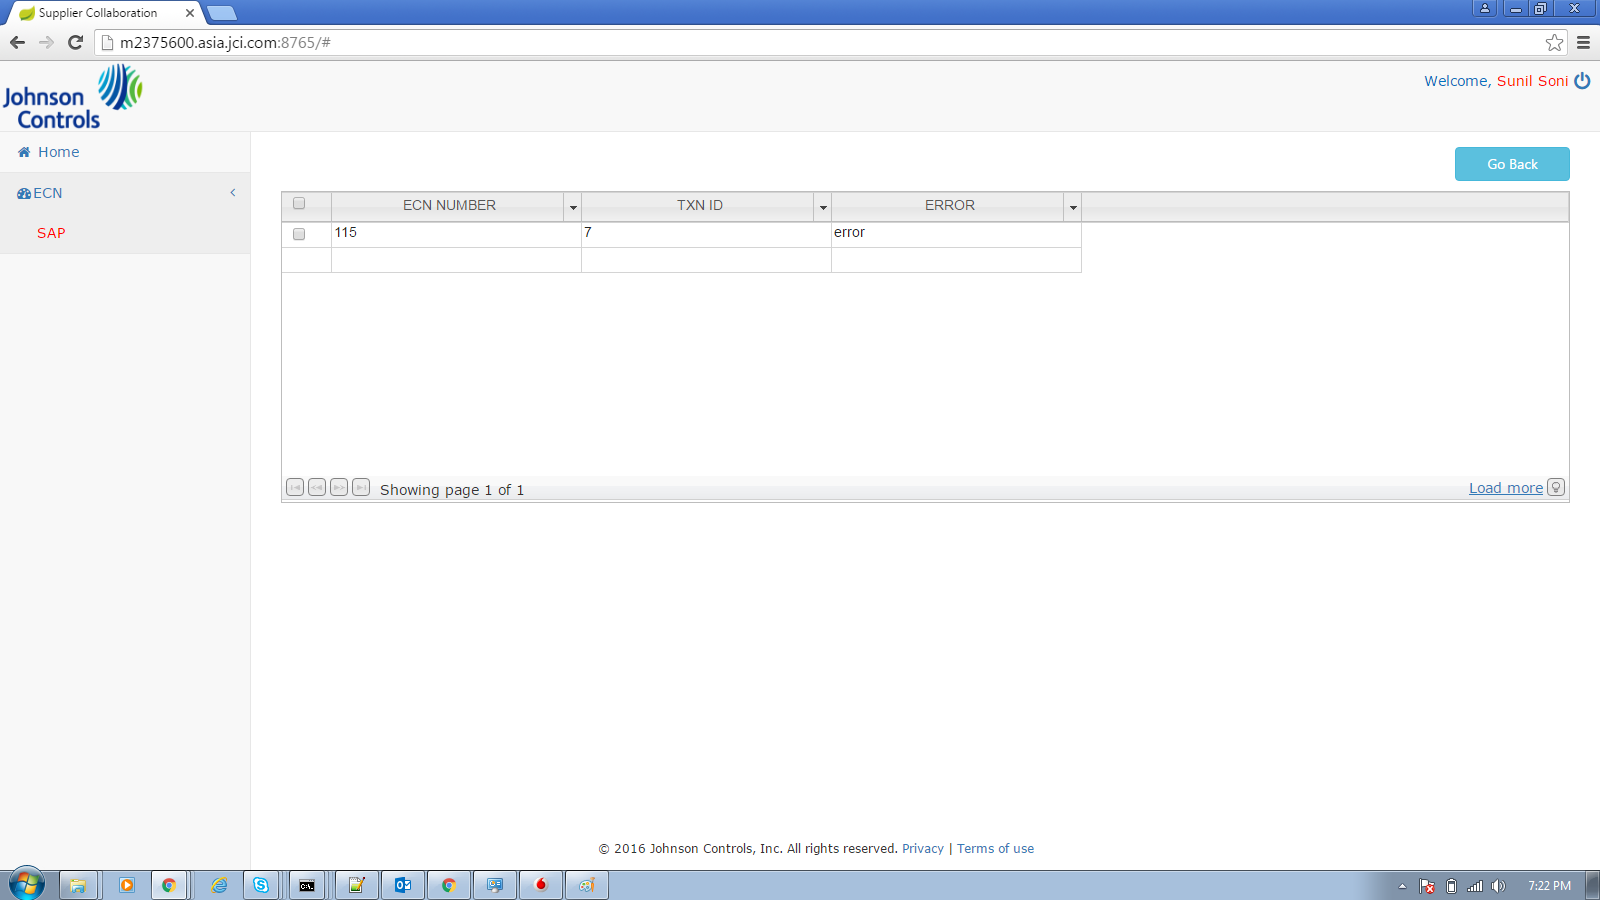 Supplier Collaboration
m2375600.asia.jci.com:8765/#
Johnson
Controls
Welcome, Sunil Soni
Home
ECN
SAP
Go Back
ECN NUMBER TXN ID ERROR
115 7 error
Showing page 1 of 1
Load more
© 2016 Johnson Controls, Inc. All rights reserved. Privacy | Terms of use
7:22 PM